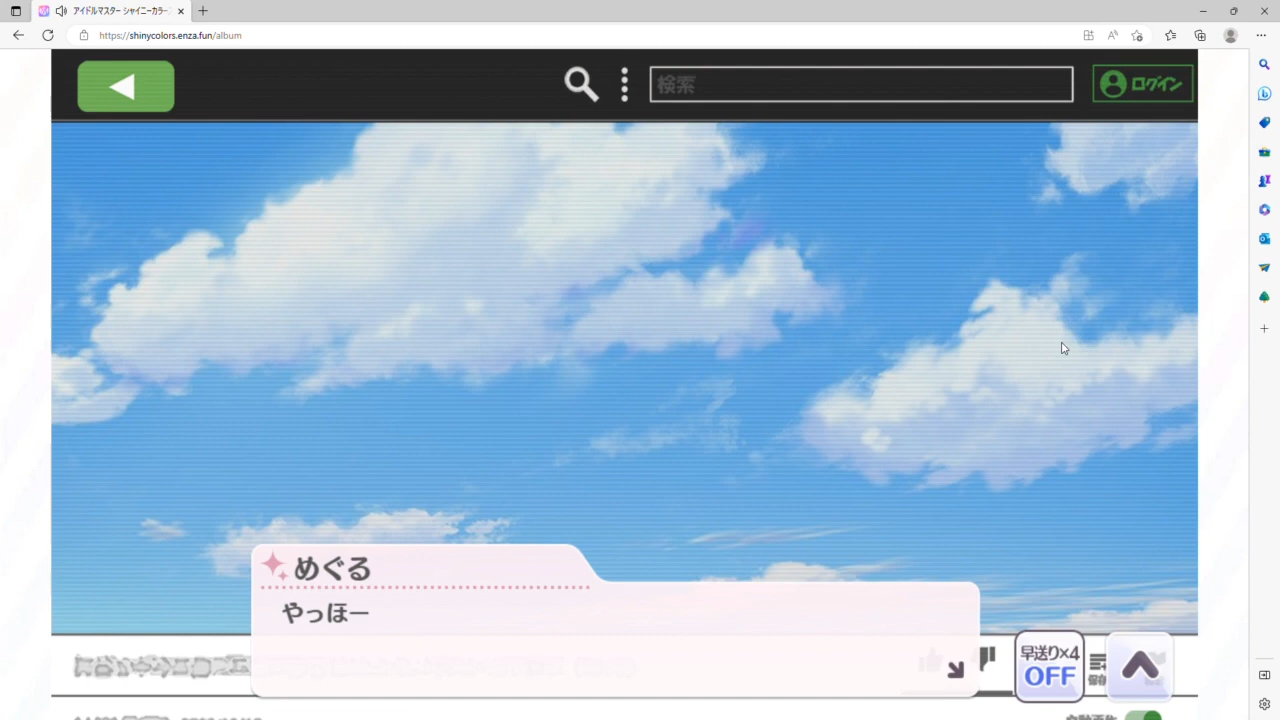 アイドルマスター シャイニーカラー
https://shinycolors.enza.fun/album
検索
ログイン
めぐる
やっほー
早送り×4
OFF